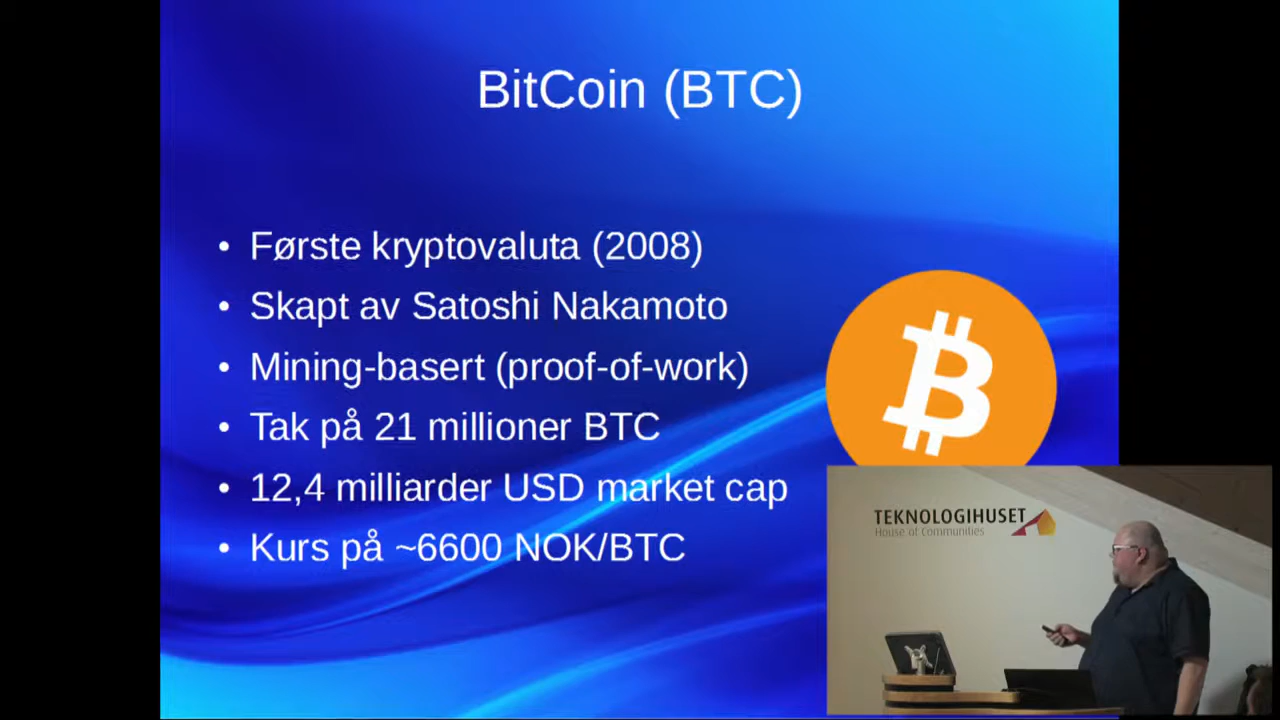 BitCoin (BTC)
• Første kryptovaluta (2008)
• Skapt av Satoshi Nakamoto
• Mining-basert (proof-of-work)
• Tak på 21 millioner BTC
• 12,4 milliarder USD market cap
• Kurs på ~6600 NOK/BTC
TEKNOLOGIHUSET
House of Communities